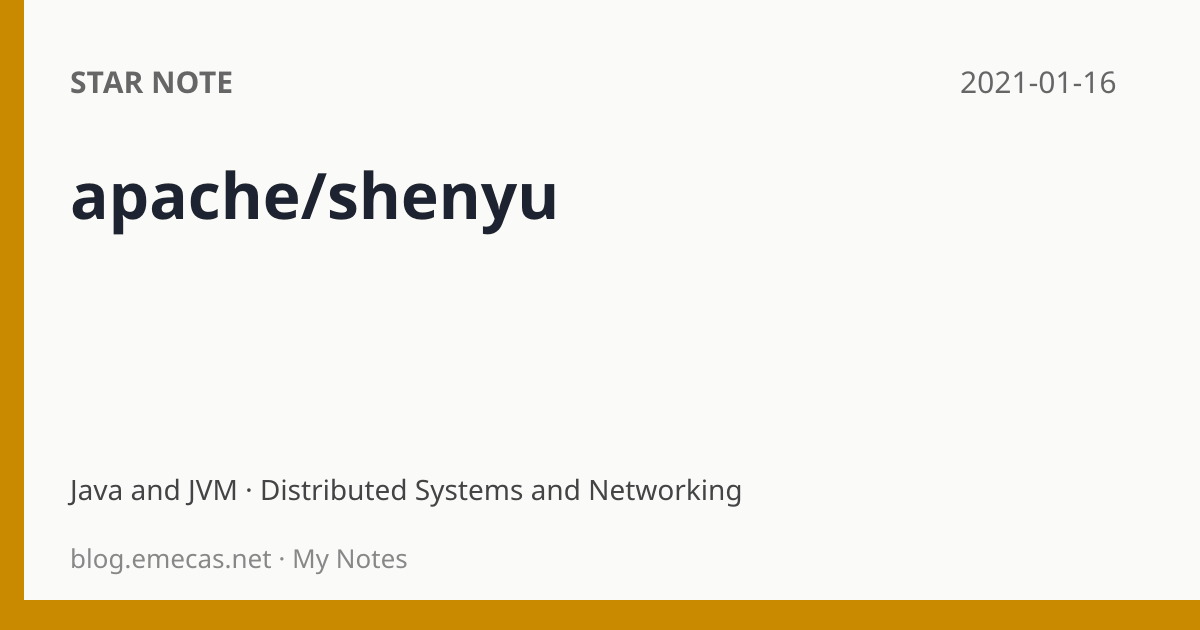 STAR NOTE 2021-01-16
apache/shenyu
Java and JVM · Distributed Systems and Networking
blog.emecas.net · My Notes